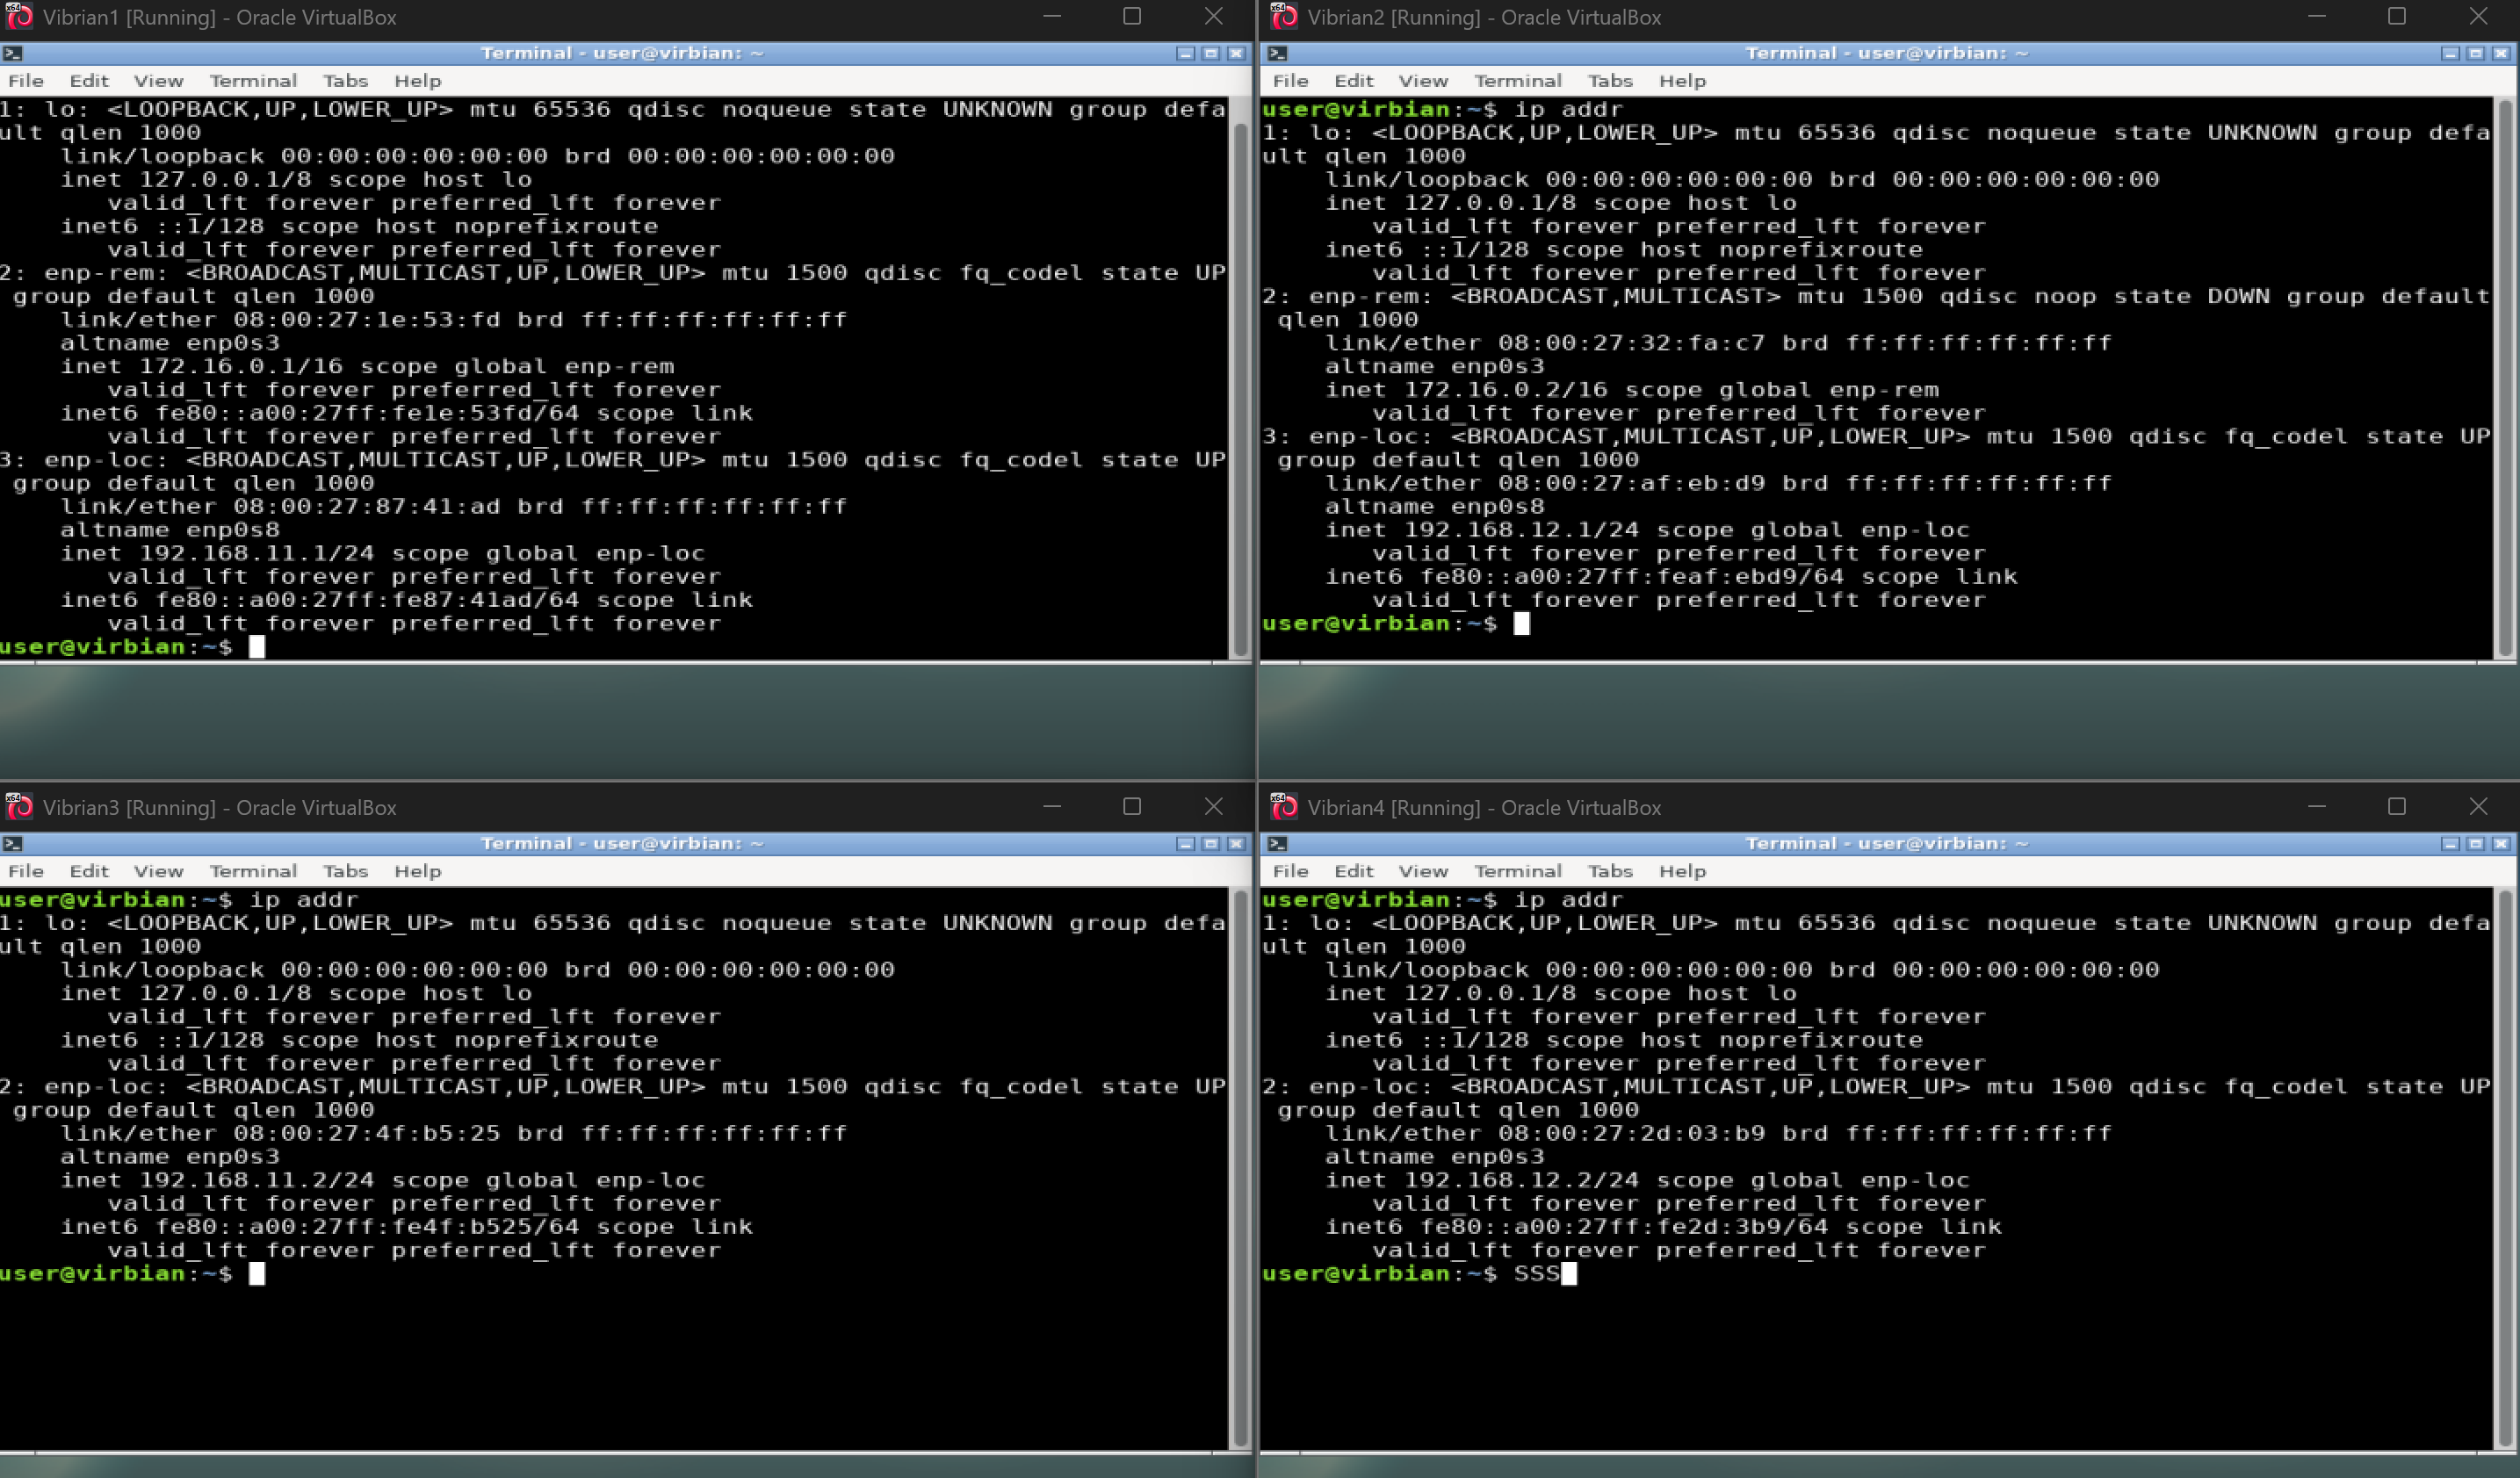 Vibrian1 [Running] - Oracle VirtualBox
Terminal - user@virbian: ~
File Edit View Terminal Tabs Help
1: lo: <LOOPBACK,UP,LOWER_UP> mtu 65536 qdisc noqueue state UNKNOWN group defa
ult qlen 1000
    link/loopback 00:00:00:00:00:00 brd 00:00:00:00:00:00
    inet 127.0.0.1/8 scope host lo
       valid_lft forever preferred_lft forever
    inet6 ::1/128 scope host noprefixroute
       valid_lft forever preferred_lft forever
2: enp-rem: <BROADCAST,MULTICAST,UP,LOWER_UP> mtu 1500 qdisc fq_codel state UP
 group default qlen 1000
    link/ether 08:00:27:1e:53:fd brd ff:ff:ff:ff:ff:ff
    altname enp0s3
    inet 172.16.0.1/16 scope global enp-rem
       valid_lft forever preferred_lft forever
    inet6 fe80::a00:27ff:fe1e:53fd/64 scope link
       valid_lft forever preferred_lft forever
3: enp-loc: <BROADCAST,MULTICAST,UP,LOWER_UP> mtu 1500 qdisc fq_codel state UP
 group default qlen 1000
    link/ether 08:00:27:87:41:ad brd ff:ff:ff:ff:ff:ff
    altname enp0s8
    inet 192.168.11.1/24 scope global enp-loc
       valid_lft forever preferred_lft forever
    inet6 fe80::a00:27ff:fe87:41ad/64 scope link
       valid_lft forever preferred_lft forever
user@virbian:~$
Vibrian2 [Running] - Oracle VirtualBox
Terminal - user@virbian: ~
File Edit View Terminal Tabs Help
user@virbian:~$ ip addr
1: lo: <LOOPBACK,UP,LOWER_UP> mtu 65536 qdisc noqueue state UNKNOWN group defa
ult qlen 1000
    link/loopback 00:00:00:00:00:00 brd 00:00:00:00:00:00
    inet 127.0.0.1/8 scope host lo
       valid_lft forever preferred_lft forever
    inet6 ::1/128 scope host noprefixroute
       valid_lft forever preferred_lft forever
2: enp-rem: <BROADCAST,MULTICAST> mtu 1500 qdisc noop state DOWN group default
 qlen 1000
    link/ether 08:00:27:32:fa:c7 brd ff:ff:ff:ff:ff:ff
    altname enp0s3
    inet 172.16.0.2/16 scope global enp-rem
       valid_lft forever preferred_lft forever
3: enp-loc: <BROADCAST,MULTICAST,UP,LOWER_UP> mtu 1500 qdisc fq_codel state UP
 group default qlen 1000
    link/ether 08:00:27:af:eb:d9 brd ff:ff:ff:ff:ff:ff
    altname enp0s8
    inet 192.168.12.1/24 scope global enp-loc
       valid_lft forever preferred_lft forever
    inet6 fe80::a00:27ff:feaf:ebd9/64 scope link
       valid_lft forever preferred_lft forever
user@virbian:~$
Vibrian3 [Running] - Oracle VirtualBox
Terminal - user@virbian: ~
File Edit View Terminal Tabs Help
user@virbian:~$ ip addr
1: lo: <LOOPBACK,UP,LOWER_UP> mtu 65536 qdisc noqueue state UNKNOWN group defa
ult qlen 1000
    link/loopback 00:00:00:00:00:00 brd 00:00:00:00:00:00
    inet 127.0.0.1/8 scope host lo
       valid_lft forever preferred_lft forever
    inet6 ::1/128 scope host noprefixroute
       valid_lft forever preferred_lft forever
2: enp-loc: <BROADCAST,MULTICAST,UP,LOWER_UP> mtu 1500 qdisc fq_codel state UP
 group default qlen 1000
    link/ether 08:00:27:4f:b5:25 brd ff:ff:ff:ff:ff:ff
    altname enp0s3
    inet 192.168.11.2/24 scope global enp-loc
       valid_lft forever preferred_lft forever
    inet6 fe80::a00:27ff:fe4f:b525/64 scope link
       valid_lft forever preferred_lft forever
user@virbian:~$
Vibrian4 [Running] - Oracle VirtualBox
Terminal - user@virbian: ~
File Edit View Terminal Tabs Help
user@virbian:~$ ip addr
1: lo: <LOOPBACK,UP,LOWER_UP> mtu 65536 qdisc noqueue state UNKNOWN group defa
ult qlen 1000
    link/loopback 00:00:00:00:00:00 brd 00:00:00:00:00:00
    inet 127.0.0.1/8 scope host lo
       valid_lft forever preferred_lft forever
    inet6 ::1/128 scope host noprefixroute
       valid_lft forever preferred_lft forever
2: enp-loc: <BROADCAST,MULTICAST,UP,LOWER_UP> mtu 1500 qdisc fq_codel state UP
 group default qlen 1000
    link/ether 08:00:27:2d:03:b9 brd ff:ff:ff:ff:ff:ff
    altname enp0s3
    inet 192.168.12.2/24 scope global enp-loc
       valid_lft forever preferred_lft forever
    inet6 fe80::a00:27ff:fe2d:3b9/64 scope link
       valid_lft forever preferred_lft forever
user@virbian:~$ SSS